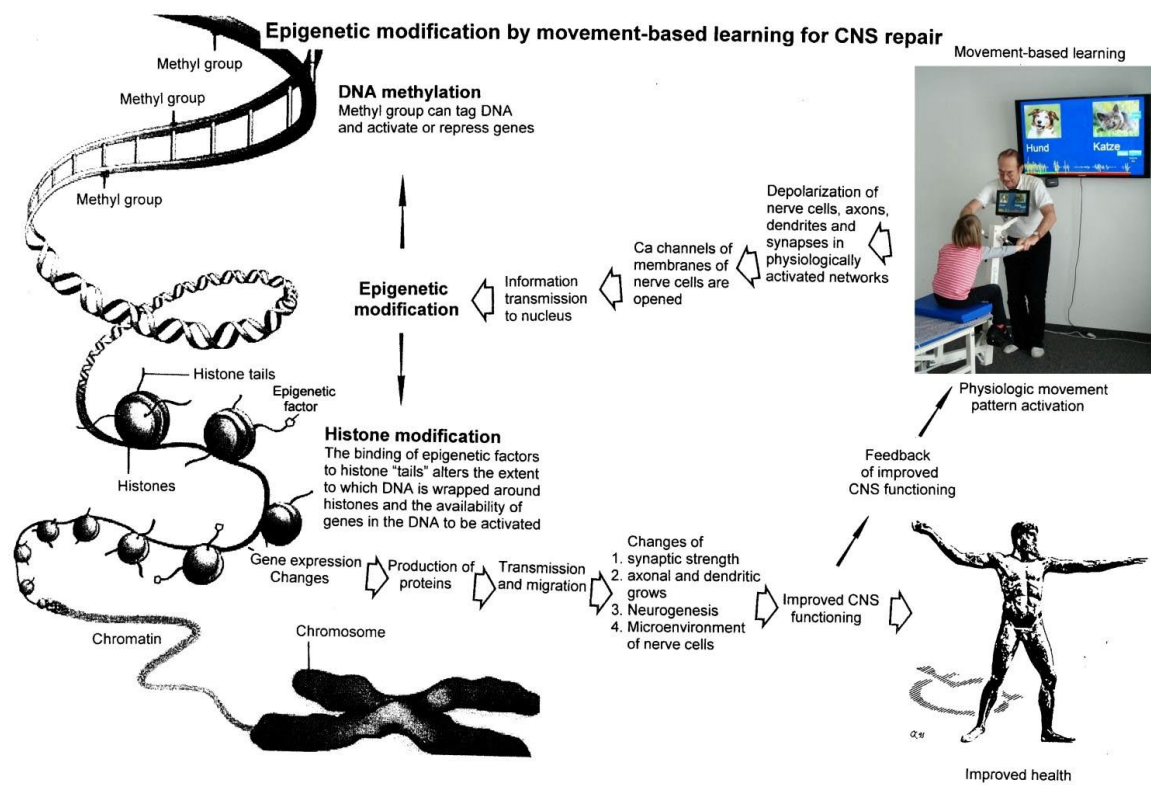 Epigenetic modification by movement-based learning for CNS repair
Movement-based learning
Methyl group
Methyl group
Methyl group
DNA methylation
Methyl group can tag DNA
and activate or repress genes
Hund
Katze
Depolarization of
nerve cells, axons,
dendrites and
synapses in
physiologically
activated networks
Ca channels of
membranes of
nerve cells are
opened
Information
transmission
to nucleus
Epigenetic
modification
Physiologic movement
pattern activation
Histone tails
Epigenetic
factor
Histones
Histone modification
The binding of epigenetic factors
to histone “tails” alters the extent
to which DNA is wrapped around
histones and the availability of
genes in the DNA to be activated
Feedback
of improved
CNS functioning
Gene expression
Changes
Production of
proteins
Transmission
and migration
Changes of
1. synaptic strength
2. axonal and dendritic
grows
3. Neurogenesis
4. Microenvironment
of nerve cells
Improved CNS
functioning
Chromatin
Chromosome
Improved health